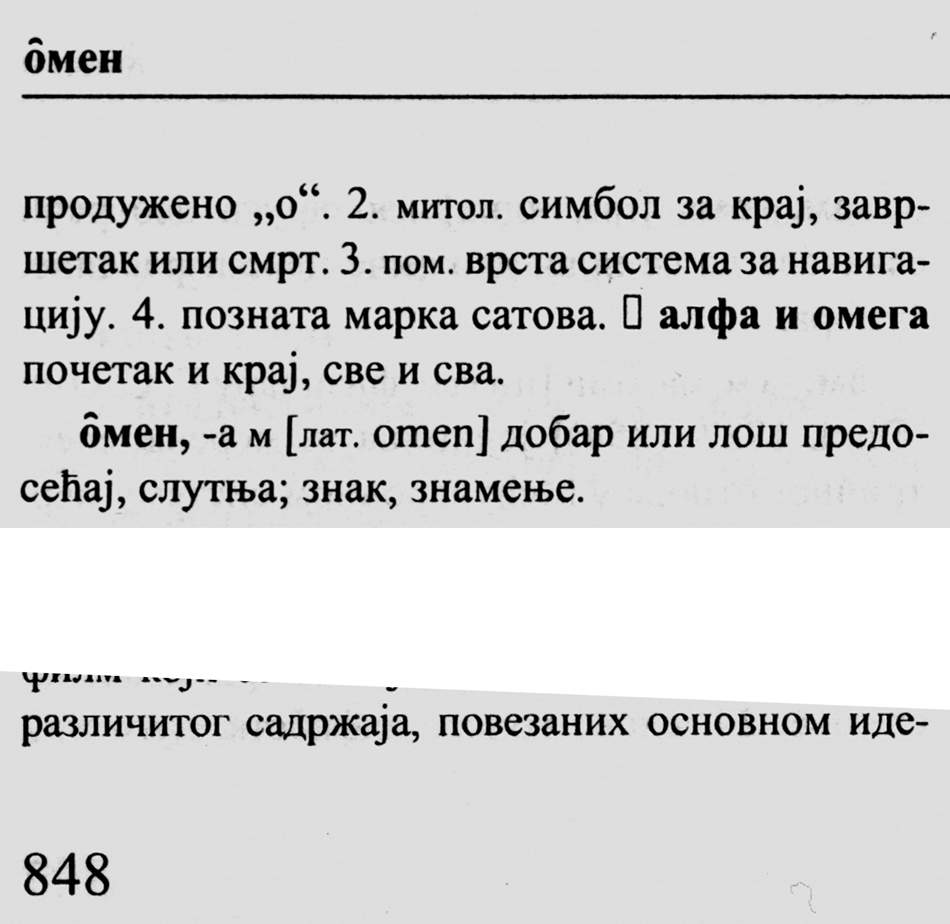 о̂мен
продужено „о“. 2. митол. симбол за крај, завр-
шетак или смрт. 3. пом. врста система за навига-
цију. 4. позната марка сатова. ▯ алфа и омега
почетак и крај, све и сва.
о̂мен, -а м [лат. omen] добар или лош предо-
сећај, слутња; знак, знамење.
различитог садржаја, повезаних основном иде-
848